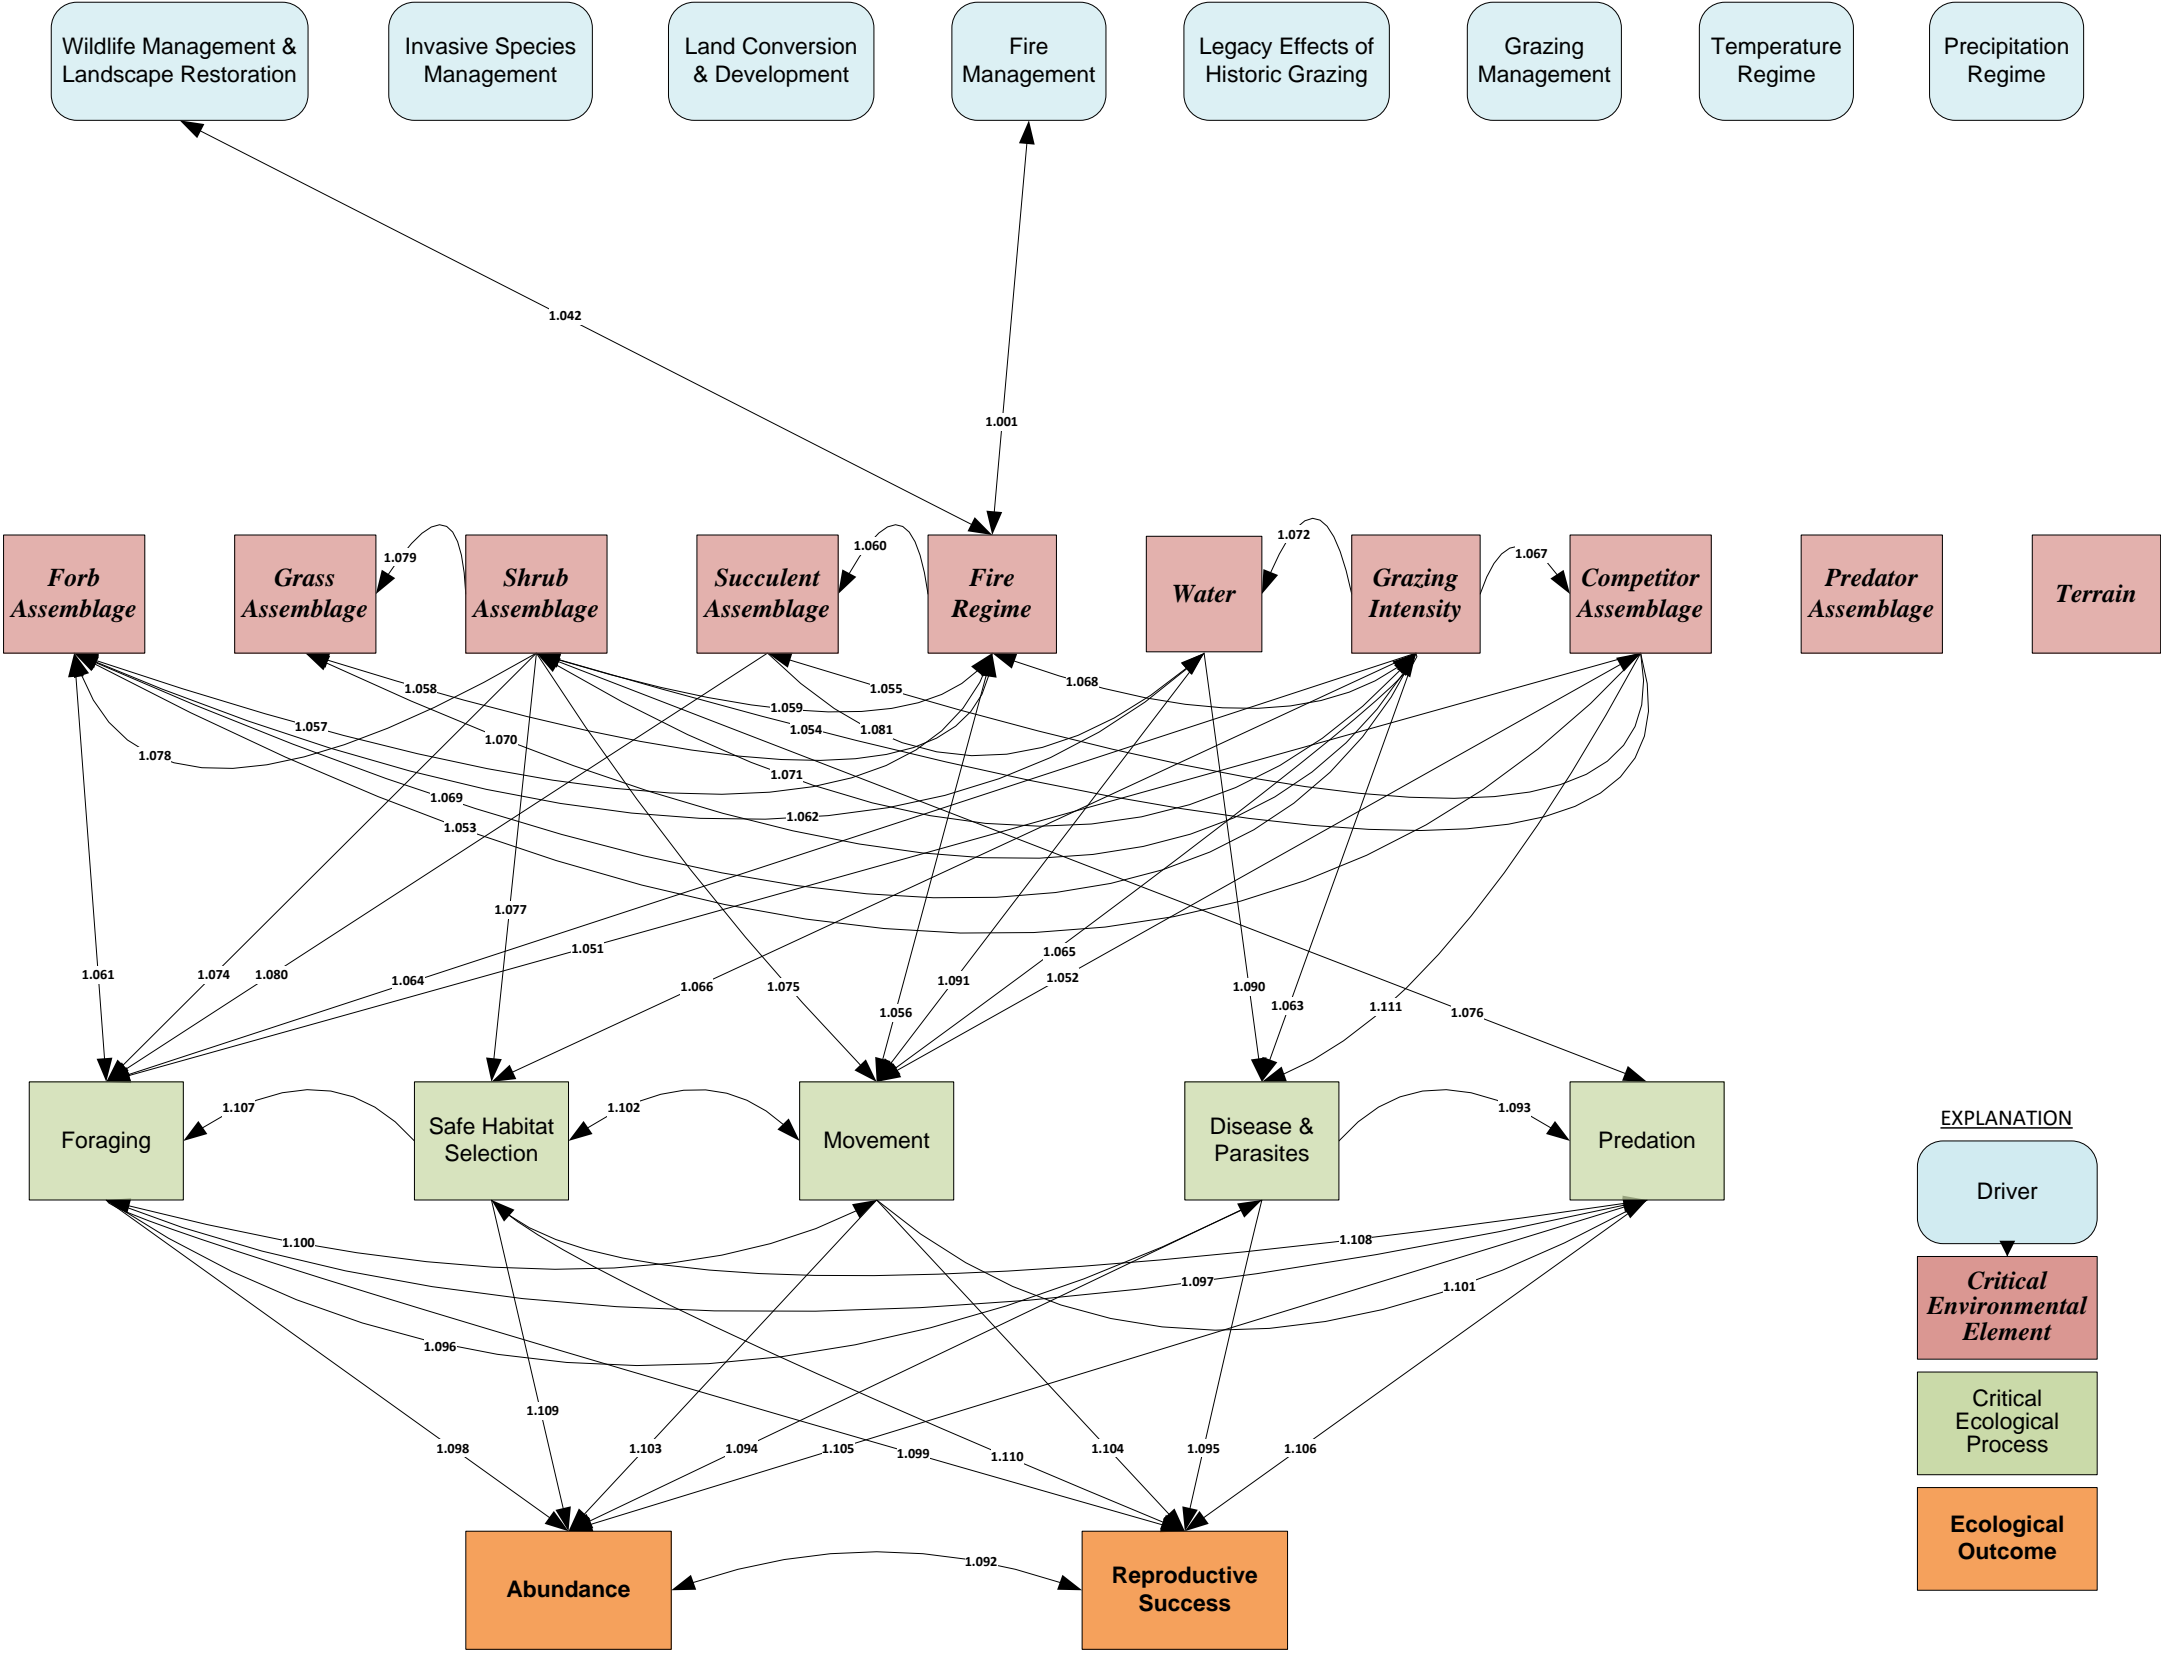 Wildlife Management &
Landscape Restoration
Invasive Species
Management
Land Conversion
& Development
Fire
Management
Legacy Effects of
Historic Grazing
Grazing
Management
Temperature
Regime
Precipitation
Regime
1.042
1.001
Forb
Assemblage
1.079
Grass
Assemblage
Shrub
Assemblage
Succulent
Assemblage
1.060
Fire
Regime
Water
1.072
Grazing
Intensity
1.067
Competitor
Assemblage
Predator
Assemblage
Terrain
1.068
1.058
1.055
1.059
1.057
1.054
1.081
1.070
1.078
1.071
1.069
1.062
1.053
1.077
1.051
1.065
1.061
1.074
1.080
1.064
1.066
1.075
1.091
1.052
1.090
1.056
1.063
1.111
1.076
1.107
1.102
1.093
Foraging
Safe Habitat
Selection
Movement
Disease &
Parasites
Predation
1.100
1.108
1.097
1.101
1.096
1.109
1.098
1.103
1.094
1.105
1.099
1.110
1.104
1.095
1.106
Abundance
1.092
Reproductive
Success
EXPLANATION
Driver
Critical
Environmental
Element
Critical
Ecological
Process
Ecological
Outcome